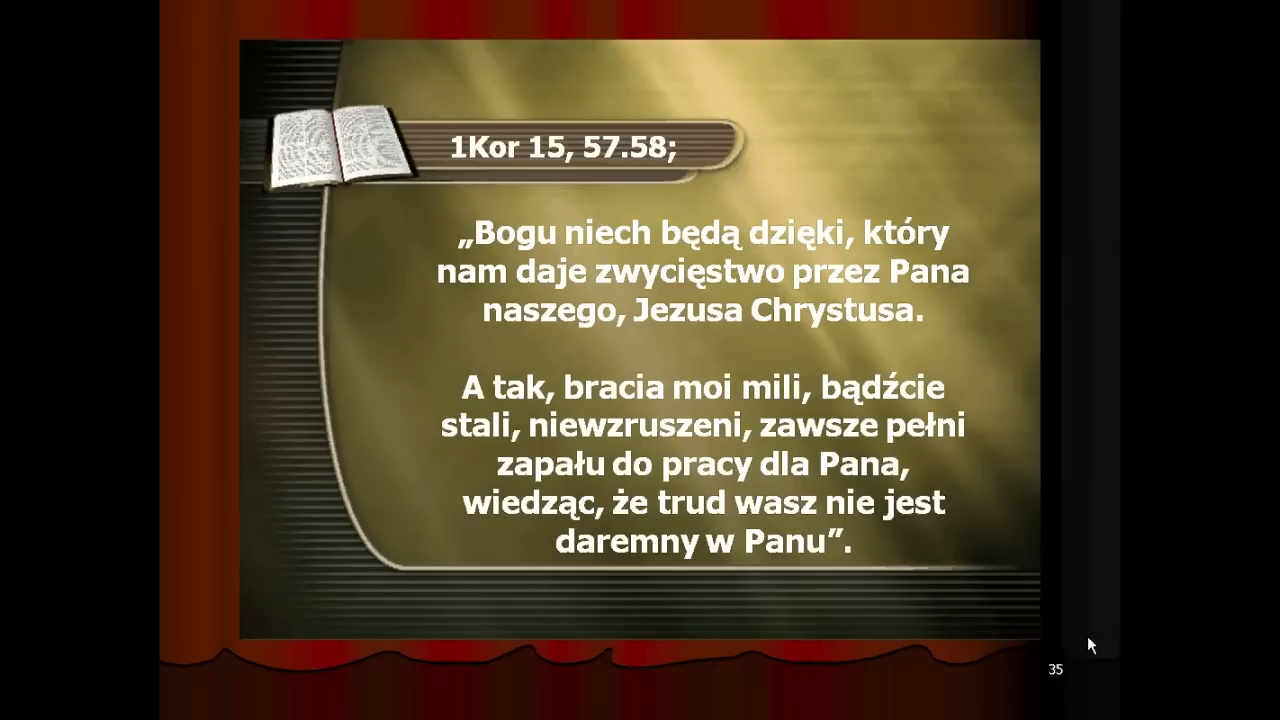 1Kor 15, 57.58;
„Bogu niech będą dzięki, który
nam daje zwycięstwo przez Pana
naszego, Jezusa Chrystusa.
A tak, bracia moi mili, bądźcie
stali, niewzruszeni, zawsze pełni
zapału do pracy dla Pana,
wiedząc, że trud wasz nie jest
daremny w Panu”.
35